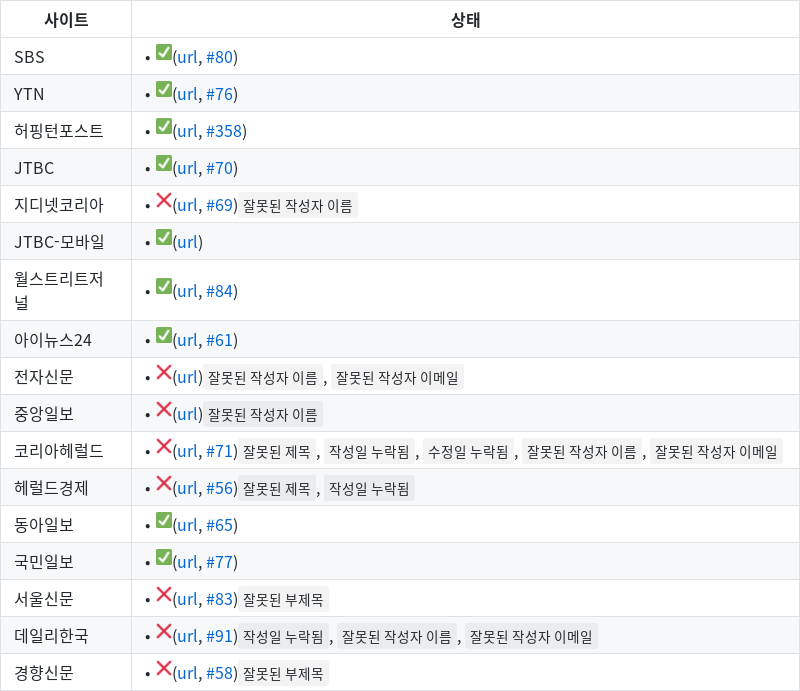 사이트 상태
SBS • ✅(url, #80)
YTN • ✅(url, #76)
허핑턴포스트 • ✅(url, #358)
JTBC • ✅(url, #70)
지디넷코리아 • ❌(url, #69) 잘못된 작성자 이름
JTBC-모바일 • ✅(url)
월스트리트저
널 • ✅(url, #84)
아이뉴스24 • ✅(url, #61)
전자신문 • ❌(url) 잘못된 작성자 이름 , 잘못된 작성자 이메일
중앙일보 • ❌(url) 잘못된 작성자 이름
코리아헤럴드 • ❌(url, #71) 잘못된 제목 , 작성일 누락됨 , 수정일 누락됨 , 잘못된 작성자 이름 , 잘못된 작성자 이메일
헤럴드경제 • ❌(url, #56) 잘못된 제목 , 작성일 누락됨
동아일보 • ✅(url, #65)
국민일보 • ✅(url, #77)
서울신문 • ❌(url, #83) 잘못된 부제목
데일리한국 • ❌(url, #91) 작성일 누락됨 , 잘못된 작성자 이름 , 잘못된 작성자 이메일
경향신문 • ❌(url, #58) 잘못된 부제목